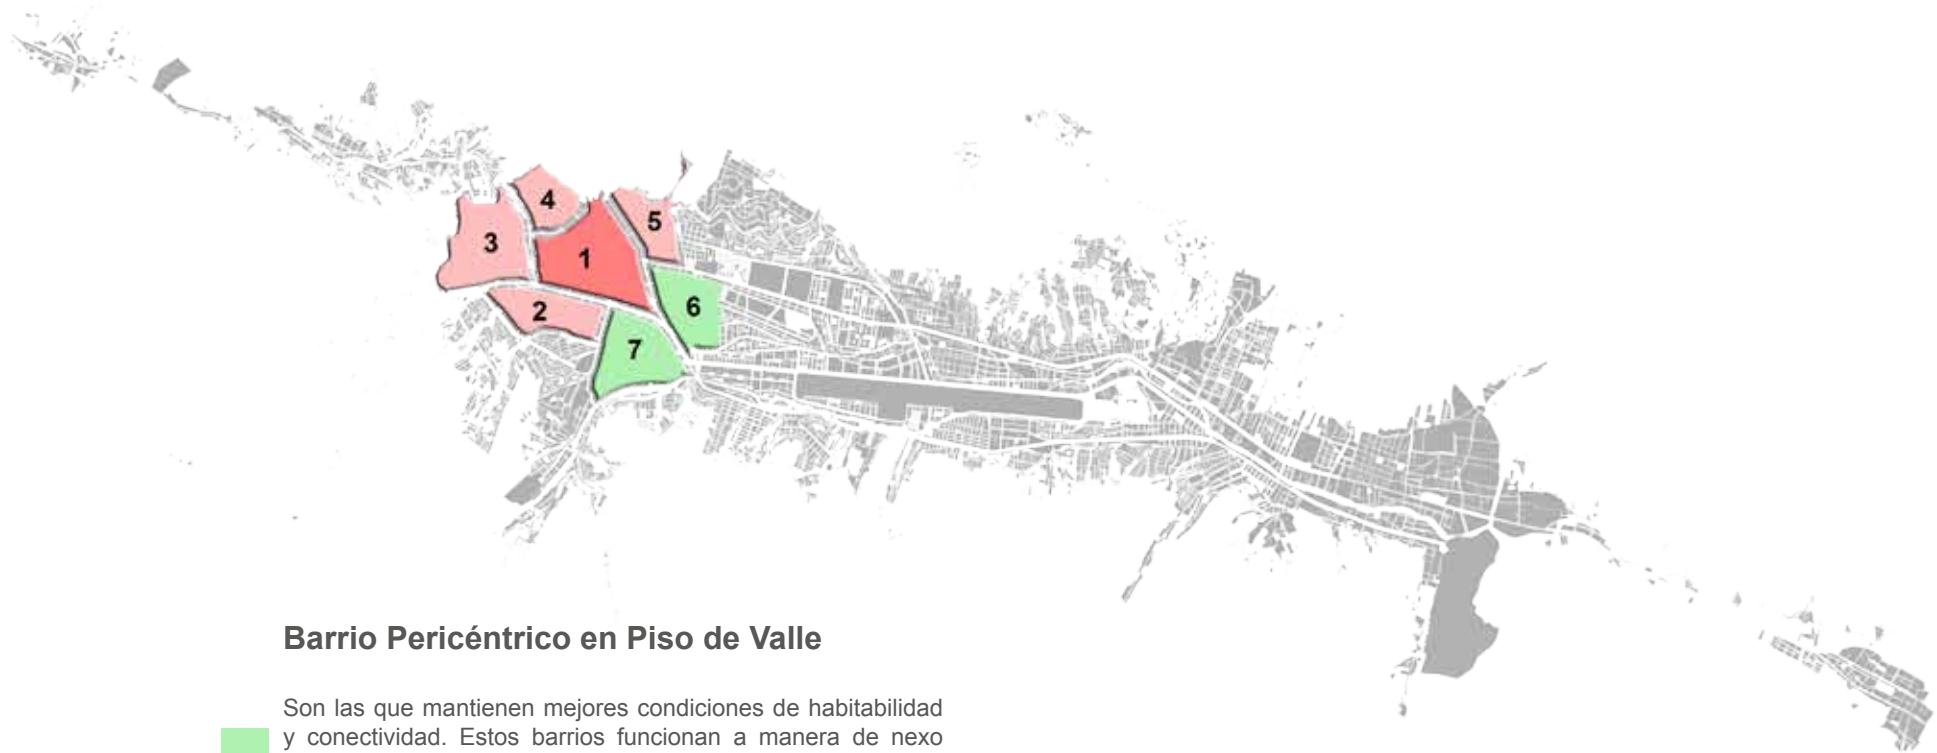 4
5
3
1
6
2
7
Barrio Pericéntrico en Piso de Valle
Son las que mantienen mejores condiciones de habitabilidad
y conectividad. Estos barrios funcionan a manera de nexo